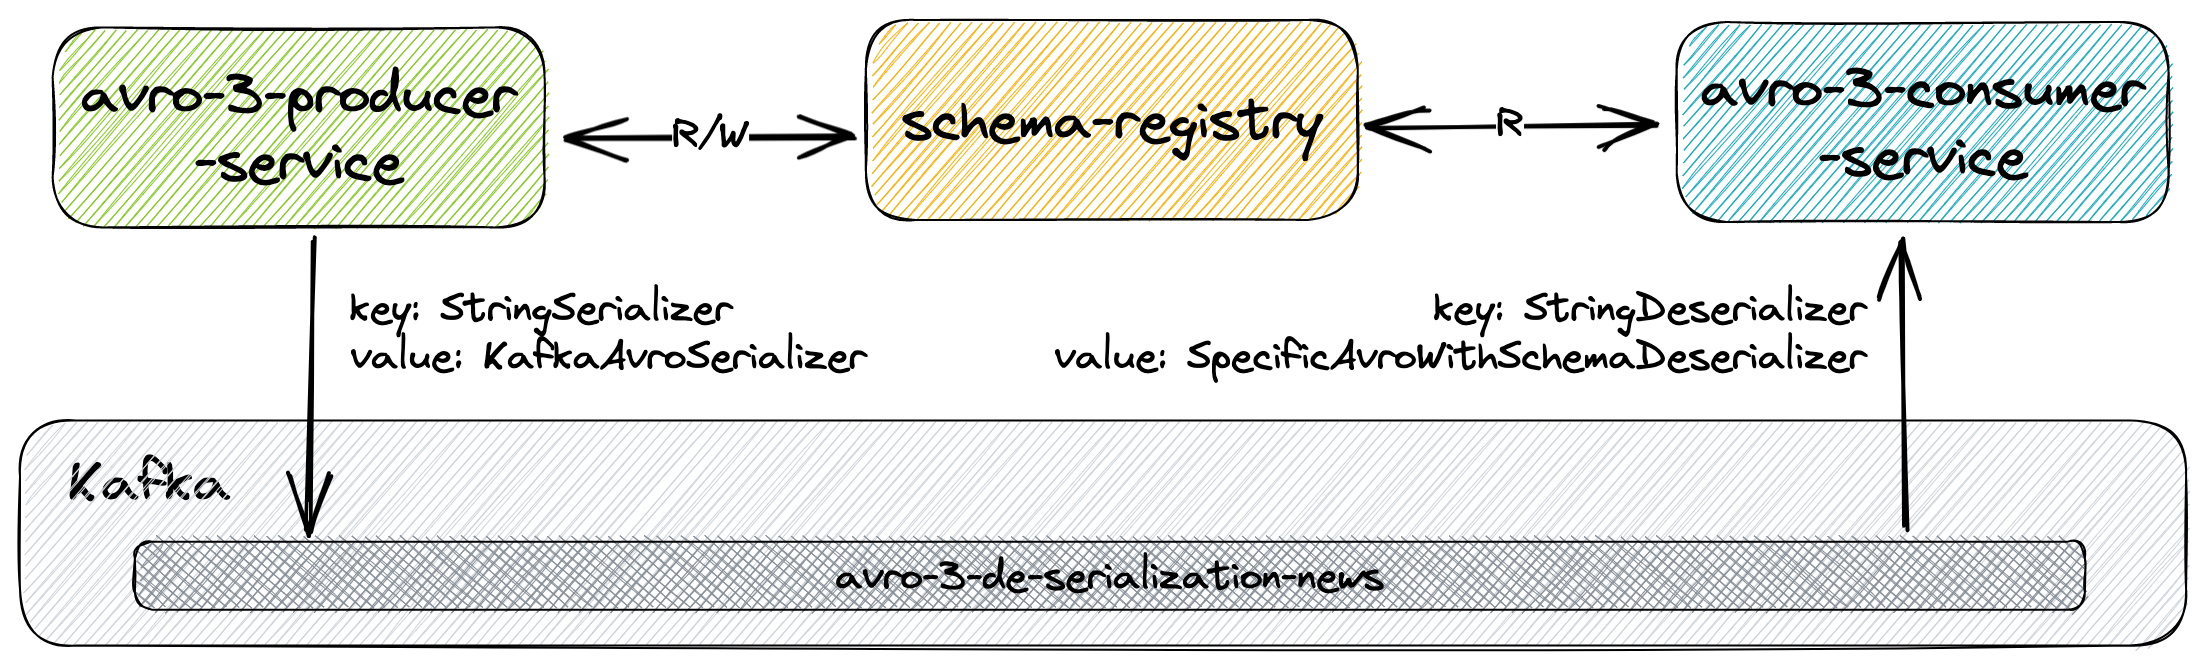 avro-3-producer
-service
R/W
schema-registry
R
avro-3-consumer
-service
key: StringSerializer
value: KafkaAvroSerializer
key: StringDeserializer
value: SpecificAvroWithSchemaDeserializer
Kafka
avro-3-de-serialization-news